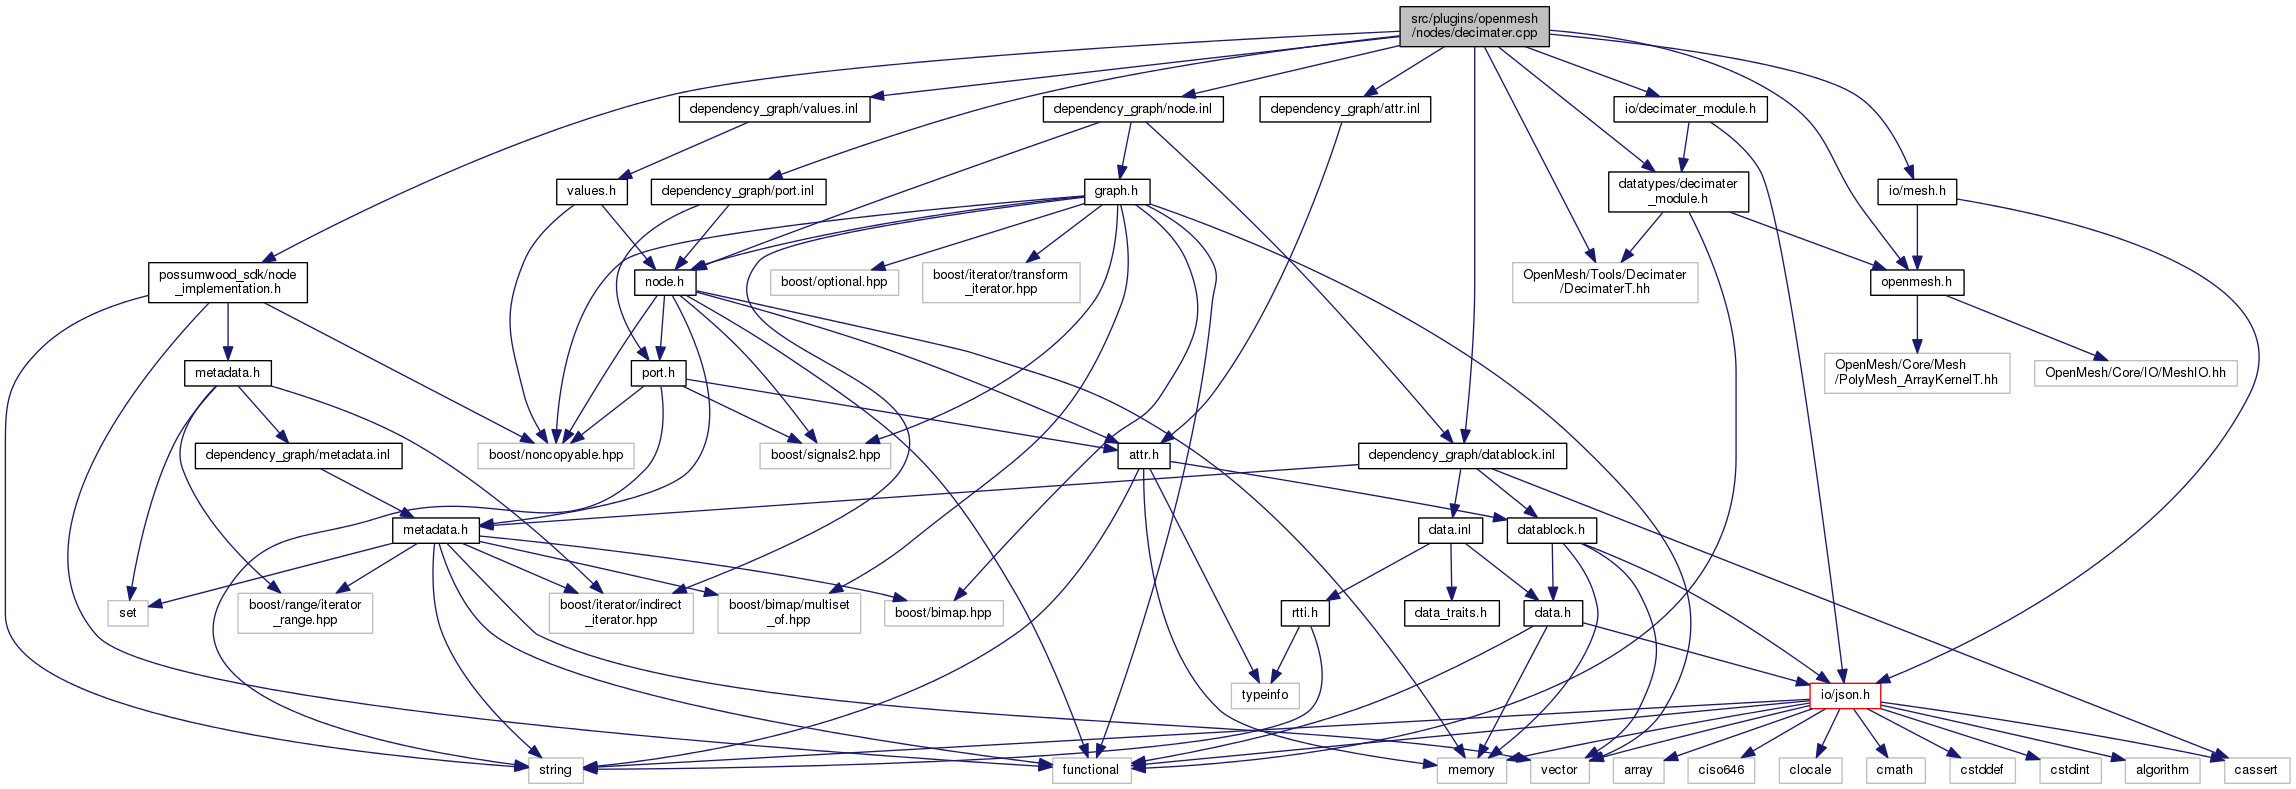 src/plugins/openmesh
/nodes/decimater.cpp
dependency_graph/values.inl
dependency_graph/node.inl
dependency_graph/attr.inl
io/decimater_module.h
values.h
dependency_graph/port.inl
graph.h
datatypes/decimater
_module.h
io/mesh.h
possumwood_sdk/node
_implementation.h
node.h
boost/optional.hpp
boost/iterator/transform
_iterator.hpp
OpenMesh/Tools/Decimater
/DecimaterT.hh
openmesh.h
metadata.h
port.h
OpenMesh/Core/Mesh
/PolyMesh_ArrayKernelT.hh
OpenMesh/Core/IO/MeshIO.hh
dependency_graph/metadata.inl
boost/noncopyable.hpp
boost/signals2.hpp
attr.h
dependency_graph/datablock.inl
metadata.h
data.inl
datablock.h
set
boost/range/iterator
_range.hpp
boost/iterator/indirect
_iterator.hpp
boost/bimap/multiset
_of.hpp
boost/bimap.hpp
rtti.h
data_traits.h
data.h
typeinfo
io/json.h
string
functional
memory
vector
array
ciso646
clocale
cmath
cstddef
cstdint
algorithm
cassert